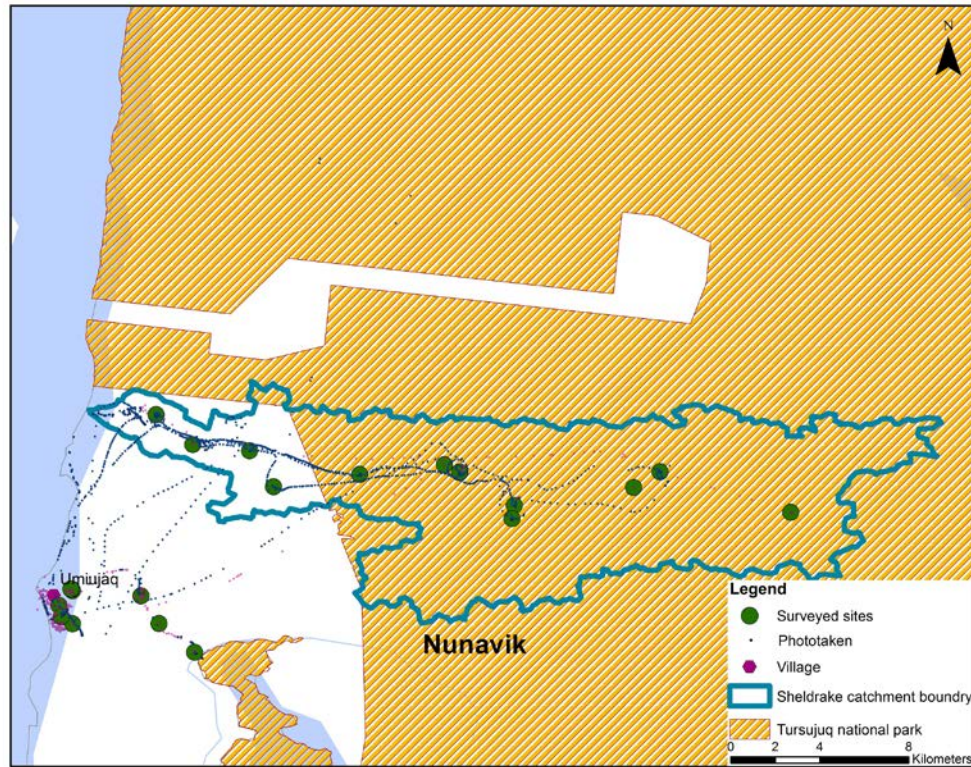 N
Umiujaq
Nunavik
Legend
Surveyed sites
Phototaken
Village
Sheldrake catchment boundry
Tursujuq national park
0 2 4 8
Kilometers